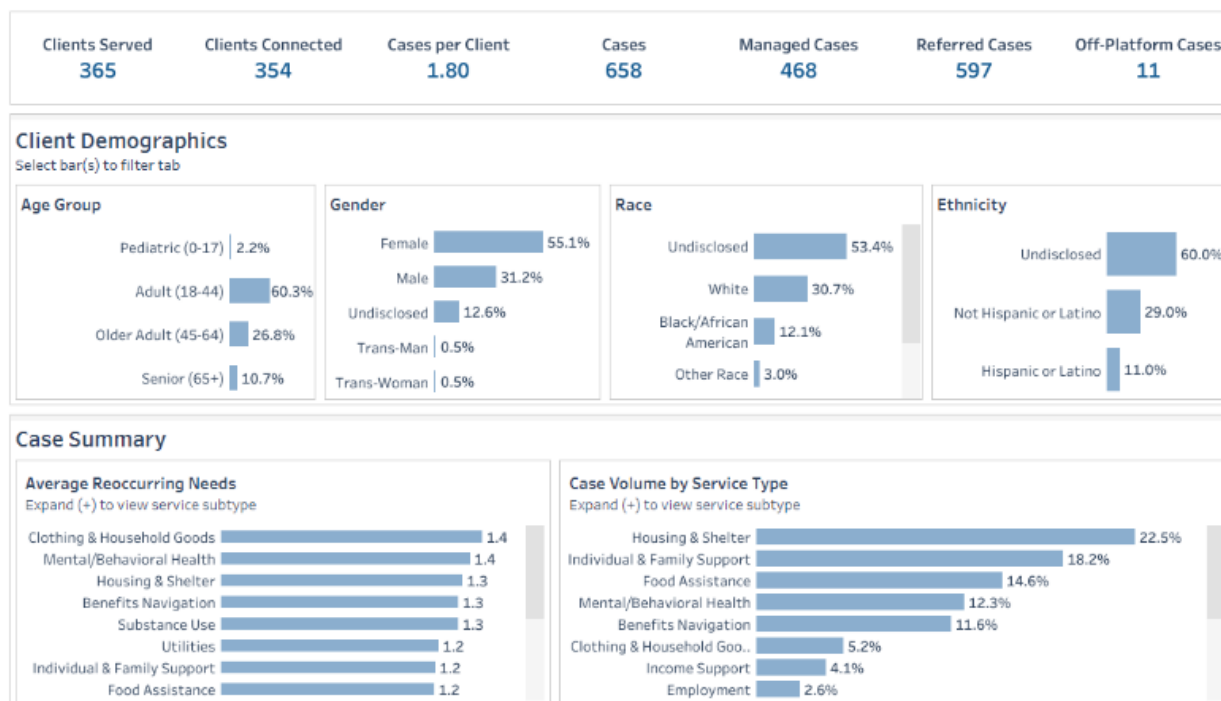 Clients Served Clients Connected Cases per Client Cases Managed Cases Referred Cases Off-Platform Cases
365 354 1.80 658 468 597 11
Client Demographics
Select bar(s) to filter tab
Age Group
Pediatric (0-17) 2.2%
Adult (18-44) 60.3%
Older Adult (45-64) 26.8%
Senior (65+) 10.7%
Gender
Female 55.1%
Male 31.2%
Undisclosed 12.6%
Trans-Man 0.5%
Trans-Woman 0.5%
Race
Undisclosed 53.4%
White 30.7%
Black/African
American 12.1%
Other Race 3.0%
Ethnicity
Undisclosed 60.0%
Not Hispanic or Latino 29.0%
Hispanic or Latino 11.0%
Case Summary
Average Reoccurring Needs
Expand (+) to view service subtype
Clothing & Household Goods 1.4
Mental/Behavioral Health 1.4
Housing & Shelter 1.3
Benefits Navigation 1.3
Substance Use 1.3
Utilities 1.2
Individual & Family Support 1.2
Food Assistance 1.2
Case Volume by Service Type
Expand (+) to view service subtype
Housing & Shelter 22.5%
Individual & Family Support 18.2%
Food Assistance 14.6%
Mental/Behavioral Health 12.3%
Benefits Navigation 11.6%
Clothing & Household Goo.. 5.2%
Income Support 4.1%
Employment 2.6%